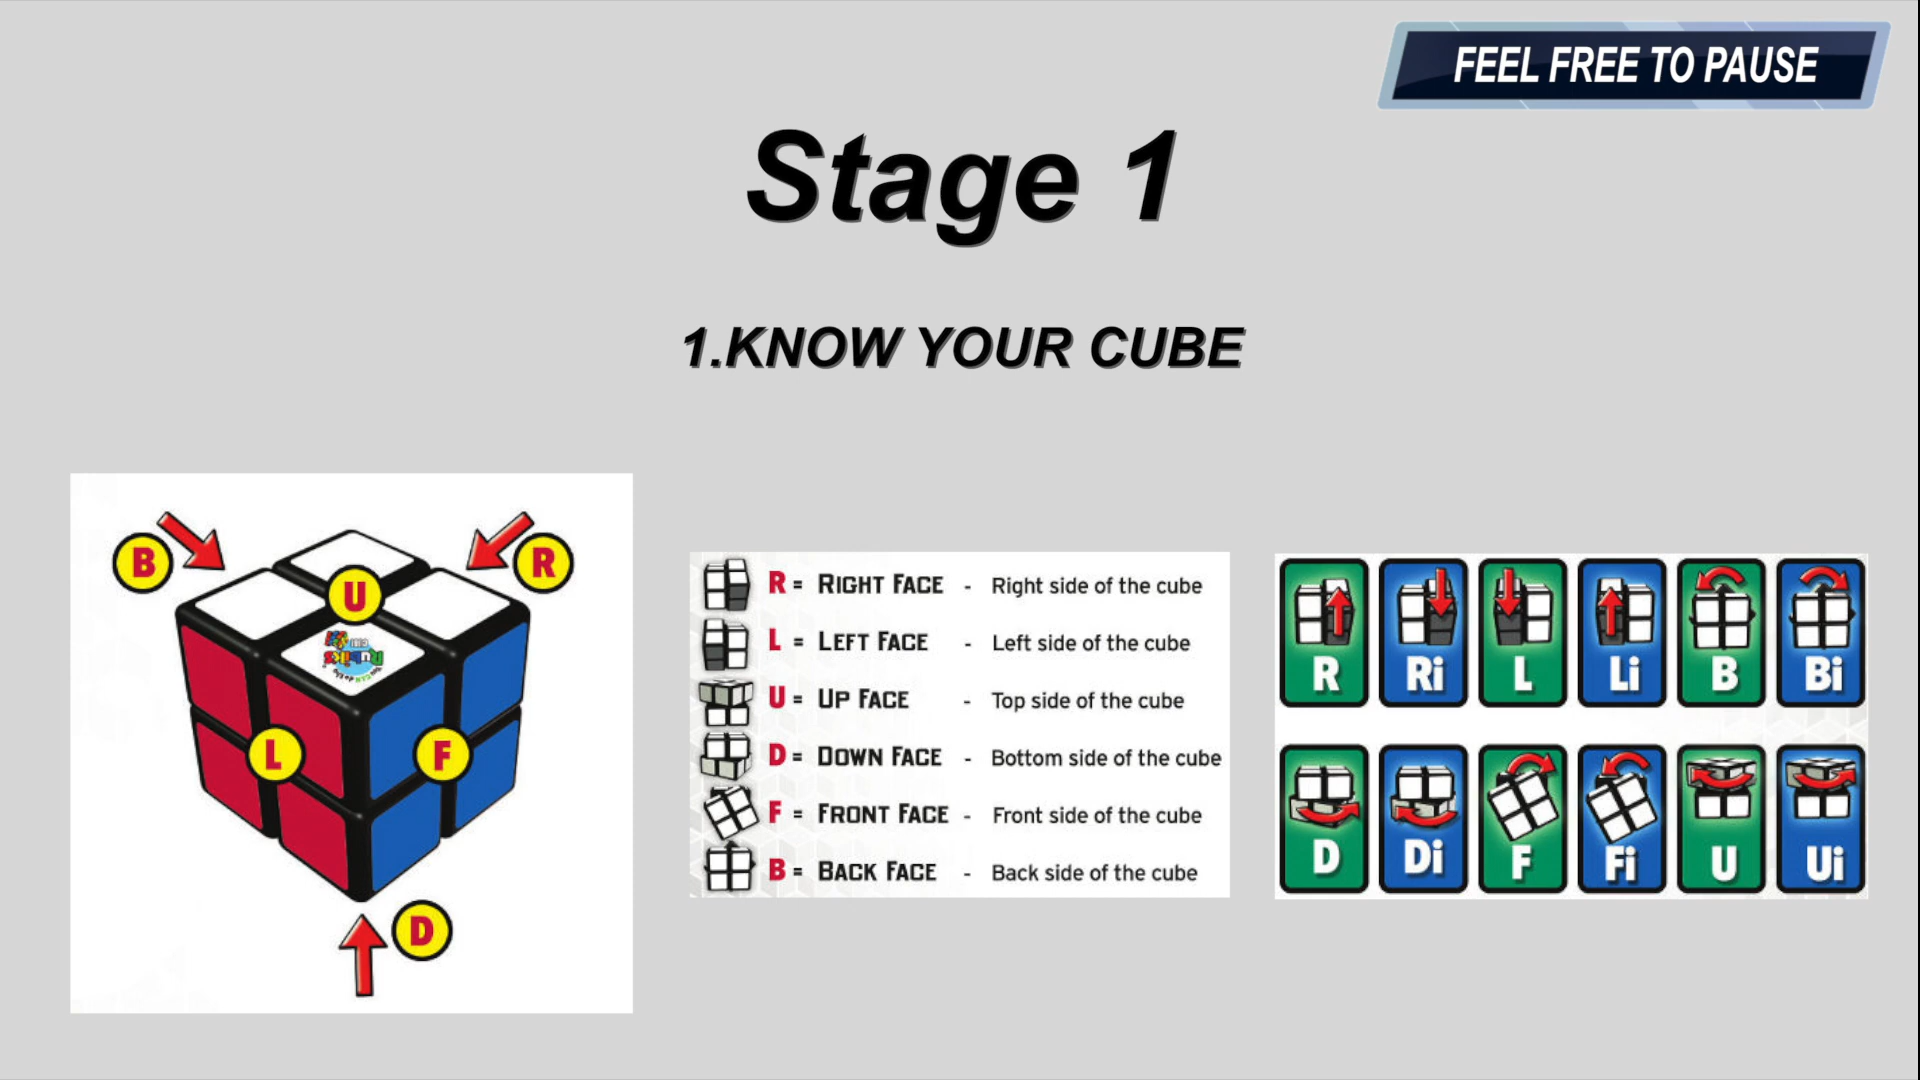 FEEL FREE TO PAUSE
Stage 1
1.KNOW YOUR CUBE
B
R
U
L
F
D
Rubik's
R = RIGHT FACE - Right side of the cube
L = LEFT FACE - Left side of the cube
U = UP FACE - Top side of the cube
D = DOWN FACE - Bottom side of the cube
F = FRONT FACE - Front side of the cube
B = BACK FACE - Back side of the cube
R Ri L Li B Bi
D Di F Fi U Ui